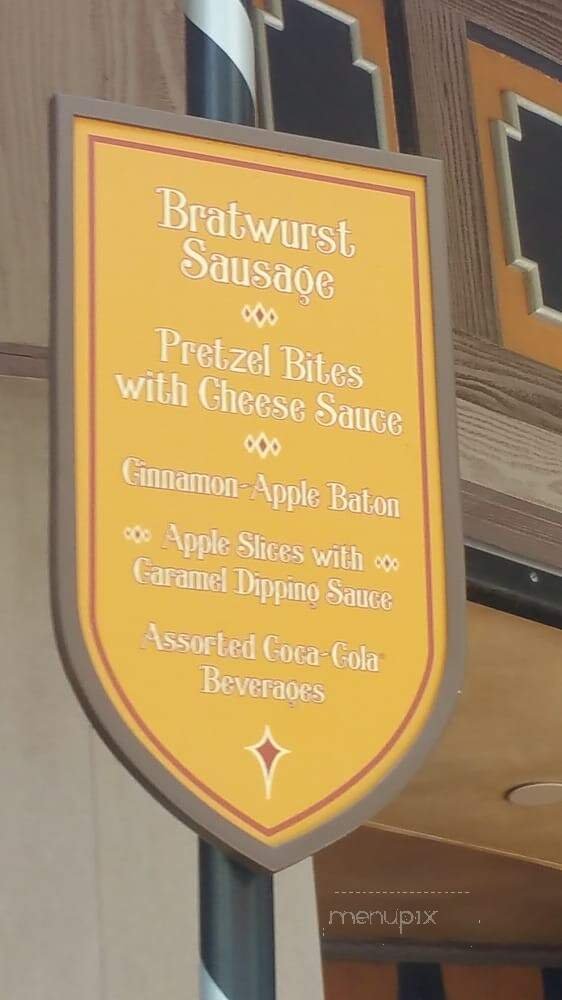 Bratwurst
Sausage
Pretzel Bites
with Cheese Sauce
Cinnamon-Apple Baton
Apple Slices with
Caramel Dipping Sauce
Assorted Coca-Cola
Beverages
menupix